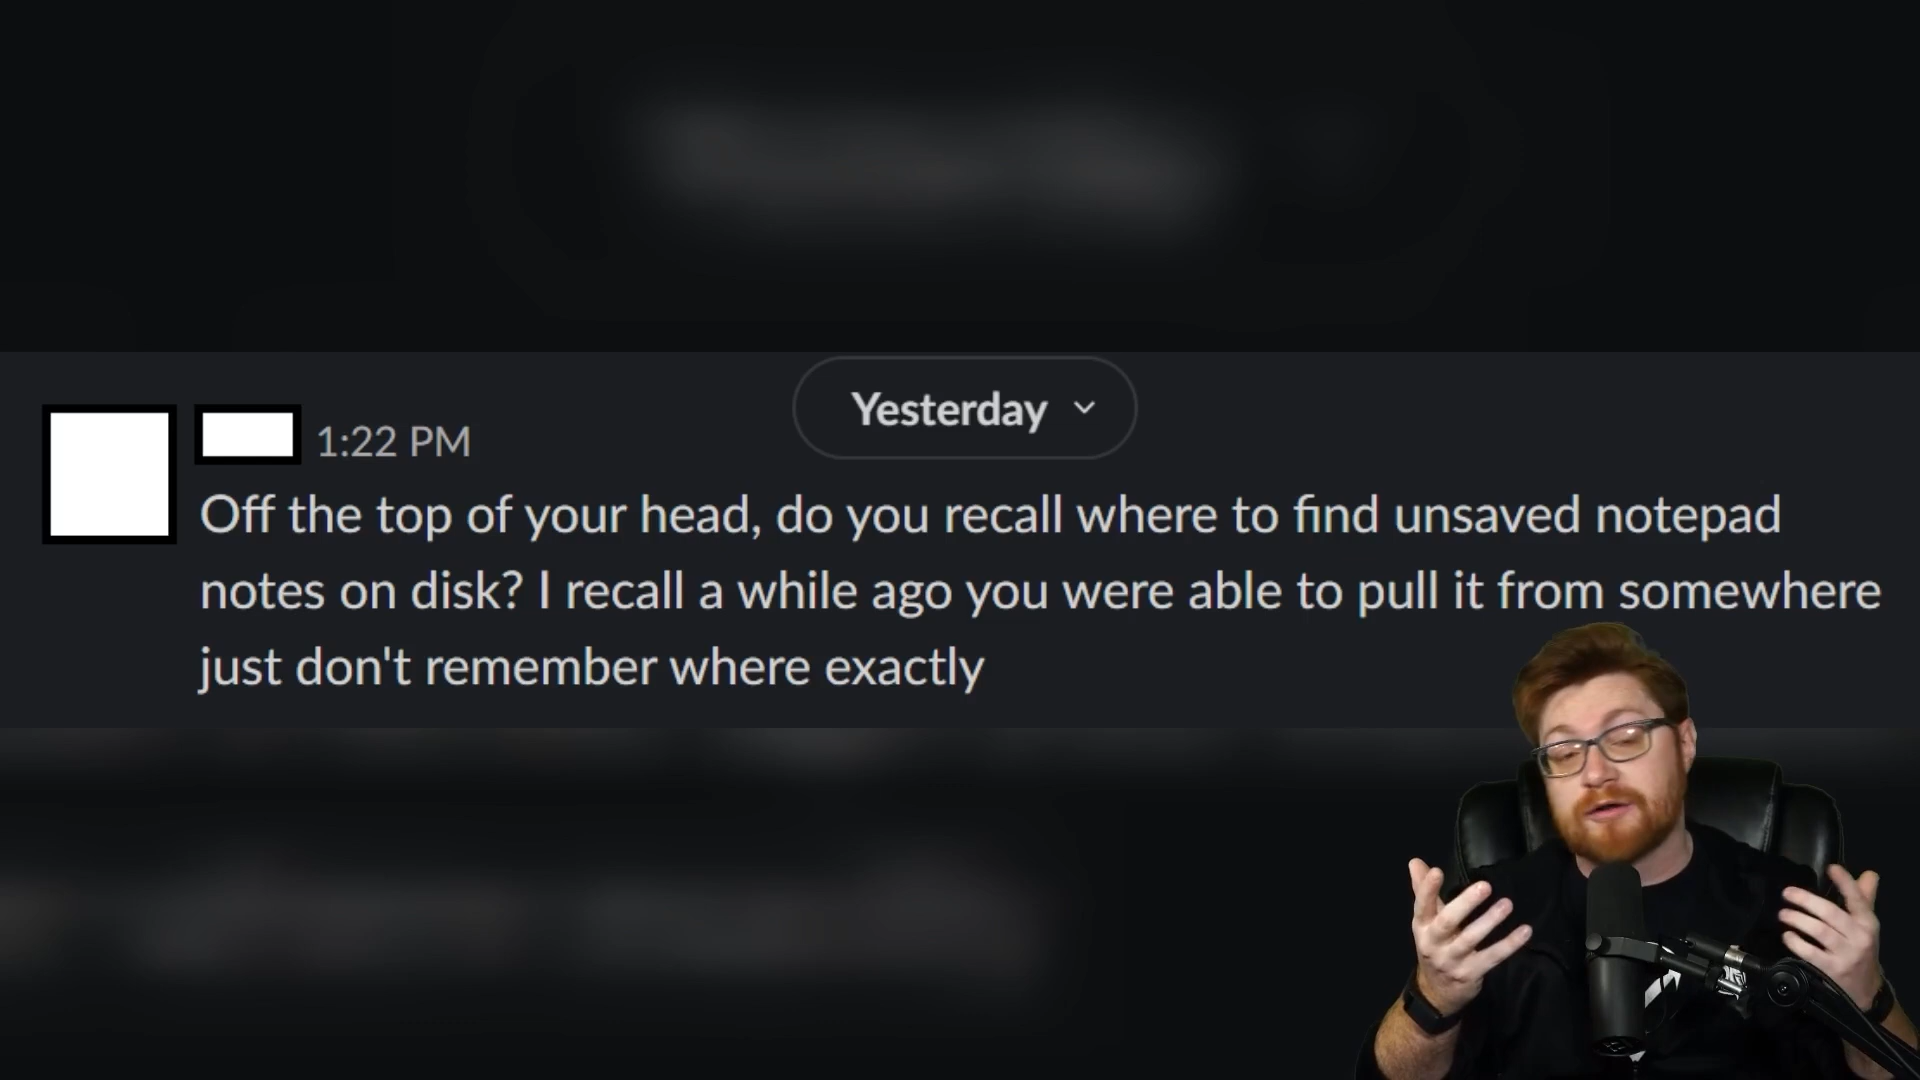 Yesterday
1:22 PM
Off the top of your head, do you recall where to find unsaved notepad
notes on disk? I recall a while ago you were able to pull it from somewhere
just don't remember where exactly